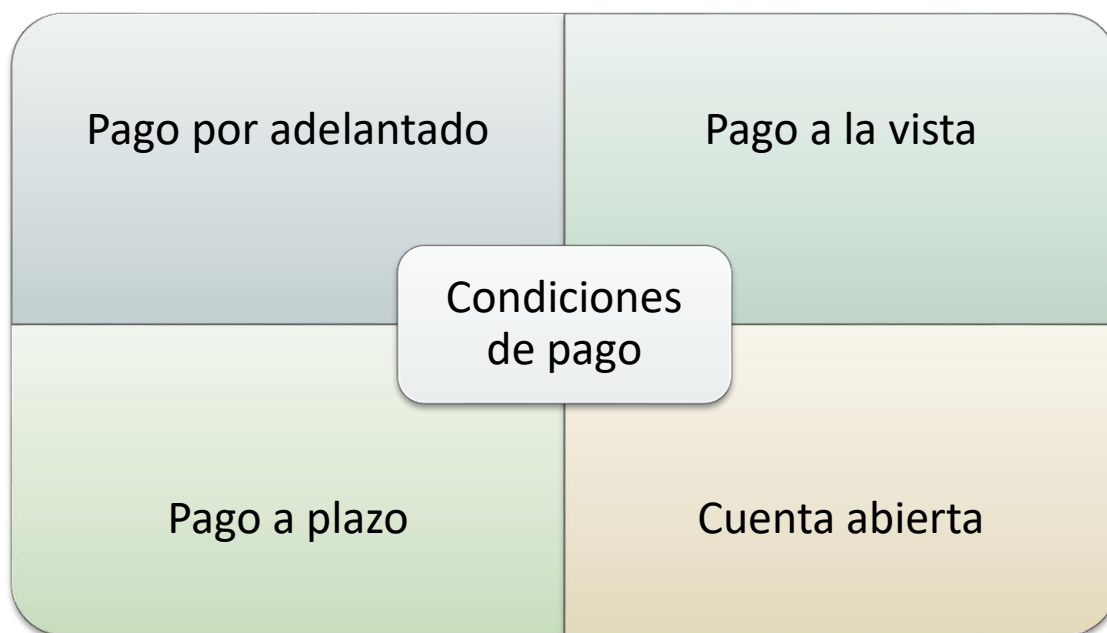 Pago por adelantado
Pago a la vista
Condiciones
de pago
Pago a plazo
Cuenta abierta